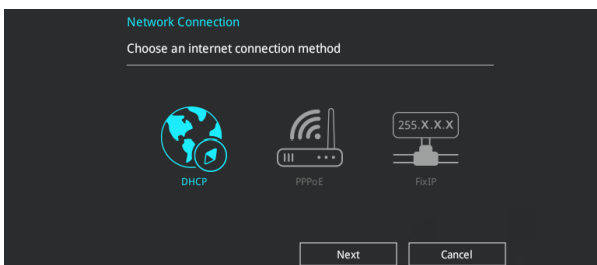 Network Connection
Choose an internet connection method
255.X.X.X
DHCP
PPPoE
FixIP
Next
Cancel